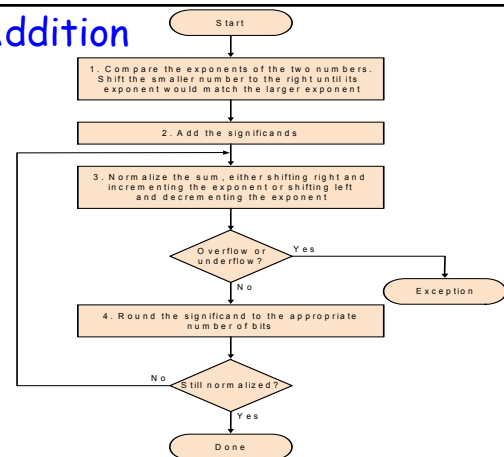 Addition
Start
1. Compare the exponents of the two numbers.
Shift the smaller number to the right until its
exponent would match the larger exponent
2. Add the significands
3. Normalize the sum, either shifting right and
incrementing the exponent or shifting left
and decrementing the exponent
Overflow or
underflow?
Yes
No
Exception
4. Round the significand to the appropriate
number of bits
No
Still normalized?
Yes
Done